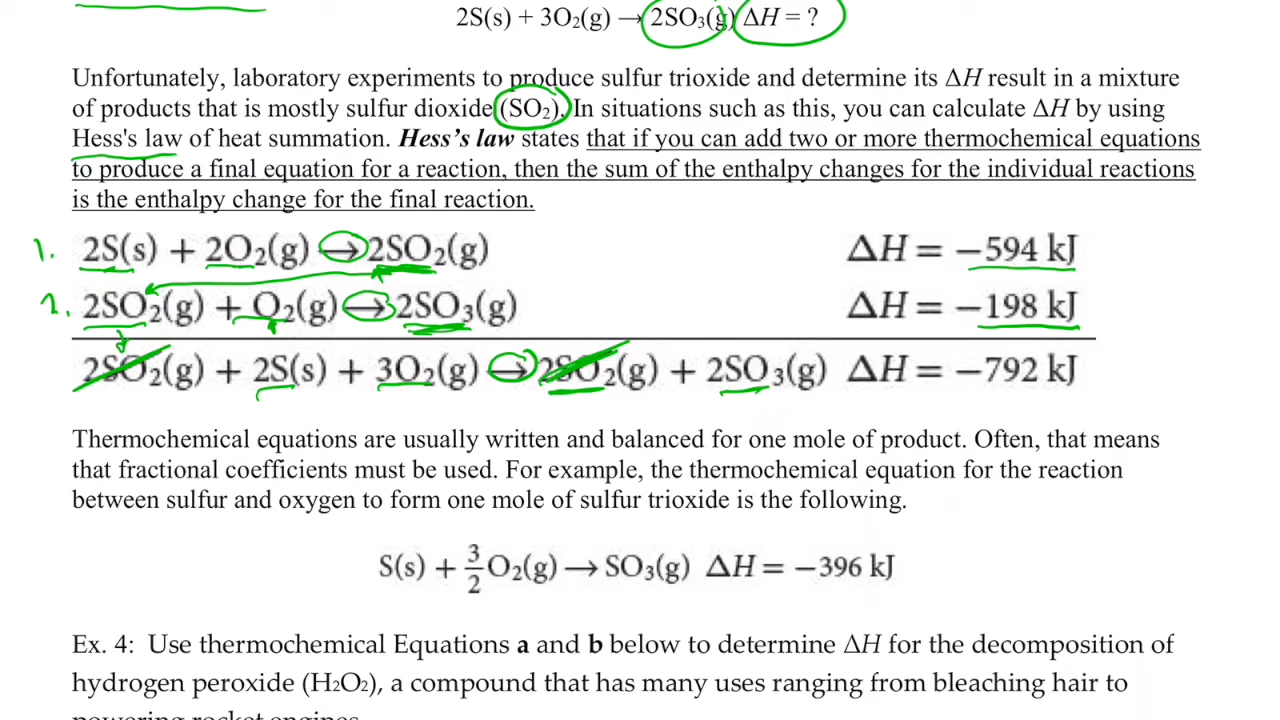 2S(s) + 3O₂(g) → 2SO₃(g) ΔH = ?
Unfortunately, laboratory experiments to produce sulfur trioxide and determine its ΔH result in a mixture
of products that is mostly sulfur dioxide (SO₂). In situations such as this, you can calculate ΔH by using
Hess's law of heat summation. Hess’s law states that if you can add two or more thermochemical equations
to produce a final equation for a reaction, then the sum of the enthalpy changes for the individual reactions
is the enthalpy change for the final reaction.
1. 2S(s) + 2O₂(g) → 2SO₂(g) ΔH = −594 kJ
2. 2SO₂(g) + O₂(g) → 2SO₃(g) ΔH = −198 kJ
2SO₂(g) + 2S(s) + 3O₂(g) → 2SO₂(g) + 2SO₃(g) ΔH = −792 kJ
Thermochemical equations are usually written and balanced for one mole of product. Often, that means
that fractional coefficients must be used. For example, the thermochemical equation for the reaction
between sulfur and oxygen to form one mole of sulfur trioxide is the following.
S(s) + 3/2 O₂(g) → SO₃(g) ΔH = −396 kJ
Ex. 4: Use thermochemical Equations a and b below to determine ΔH for the decomposition of
hydrogen peroxide (H₂O₂), a compound that has many uses ranging from bleaching hair to
powering rocket engines.